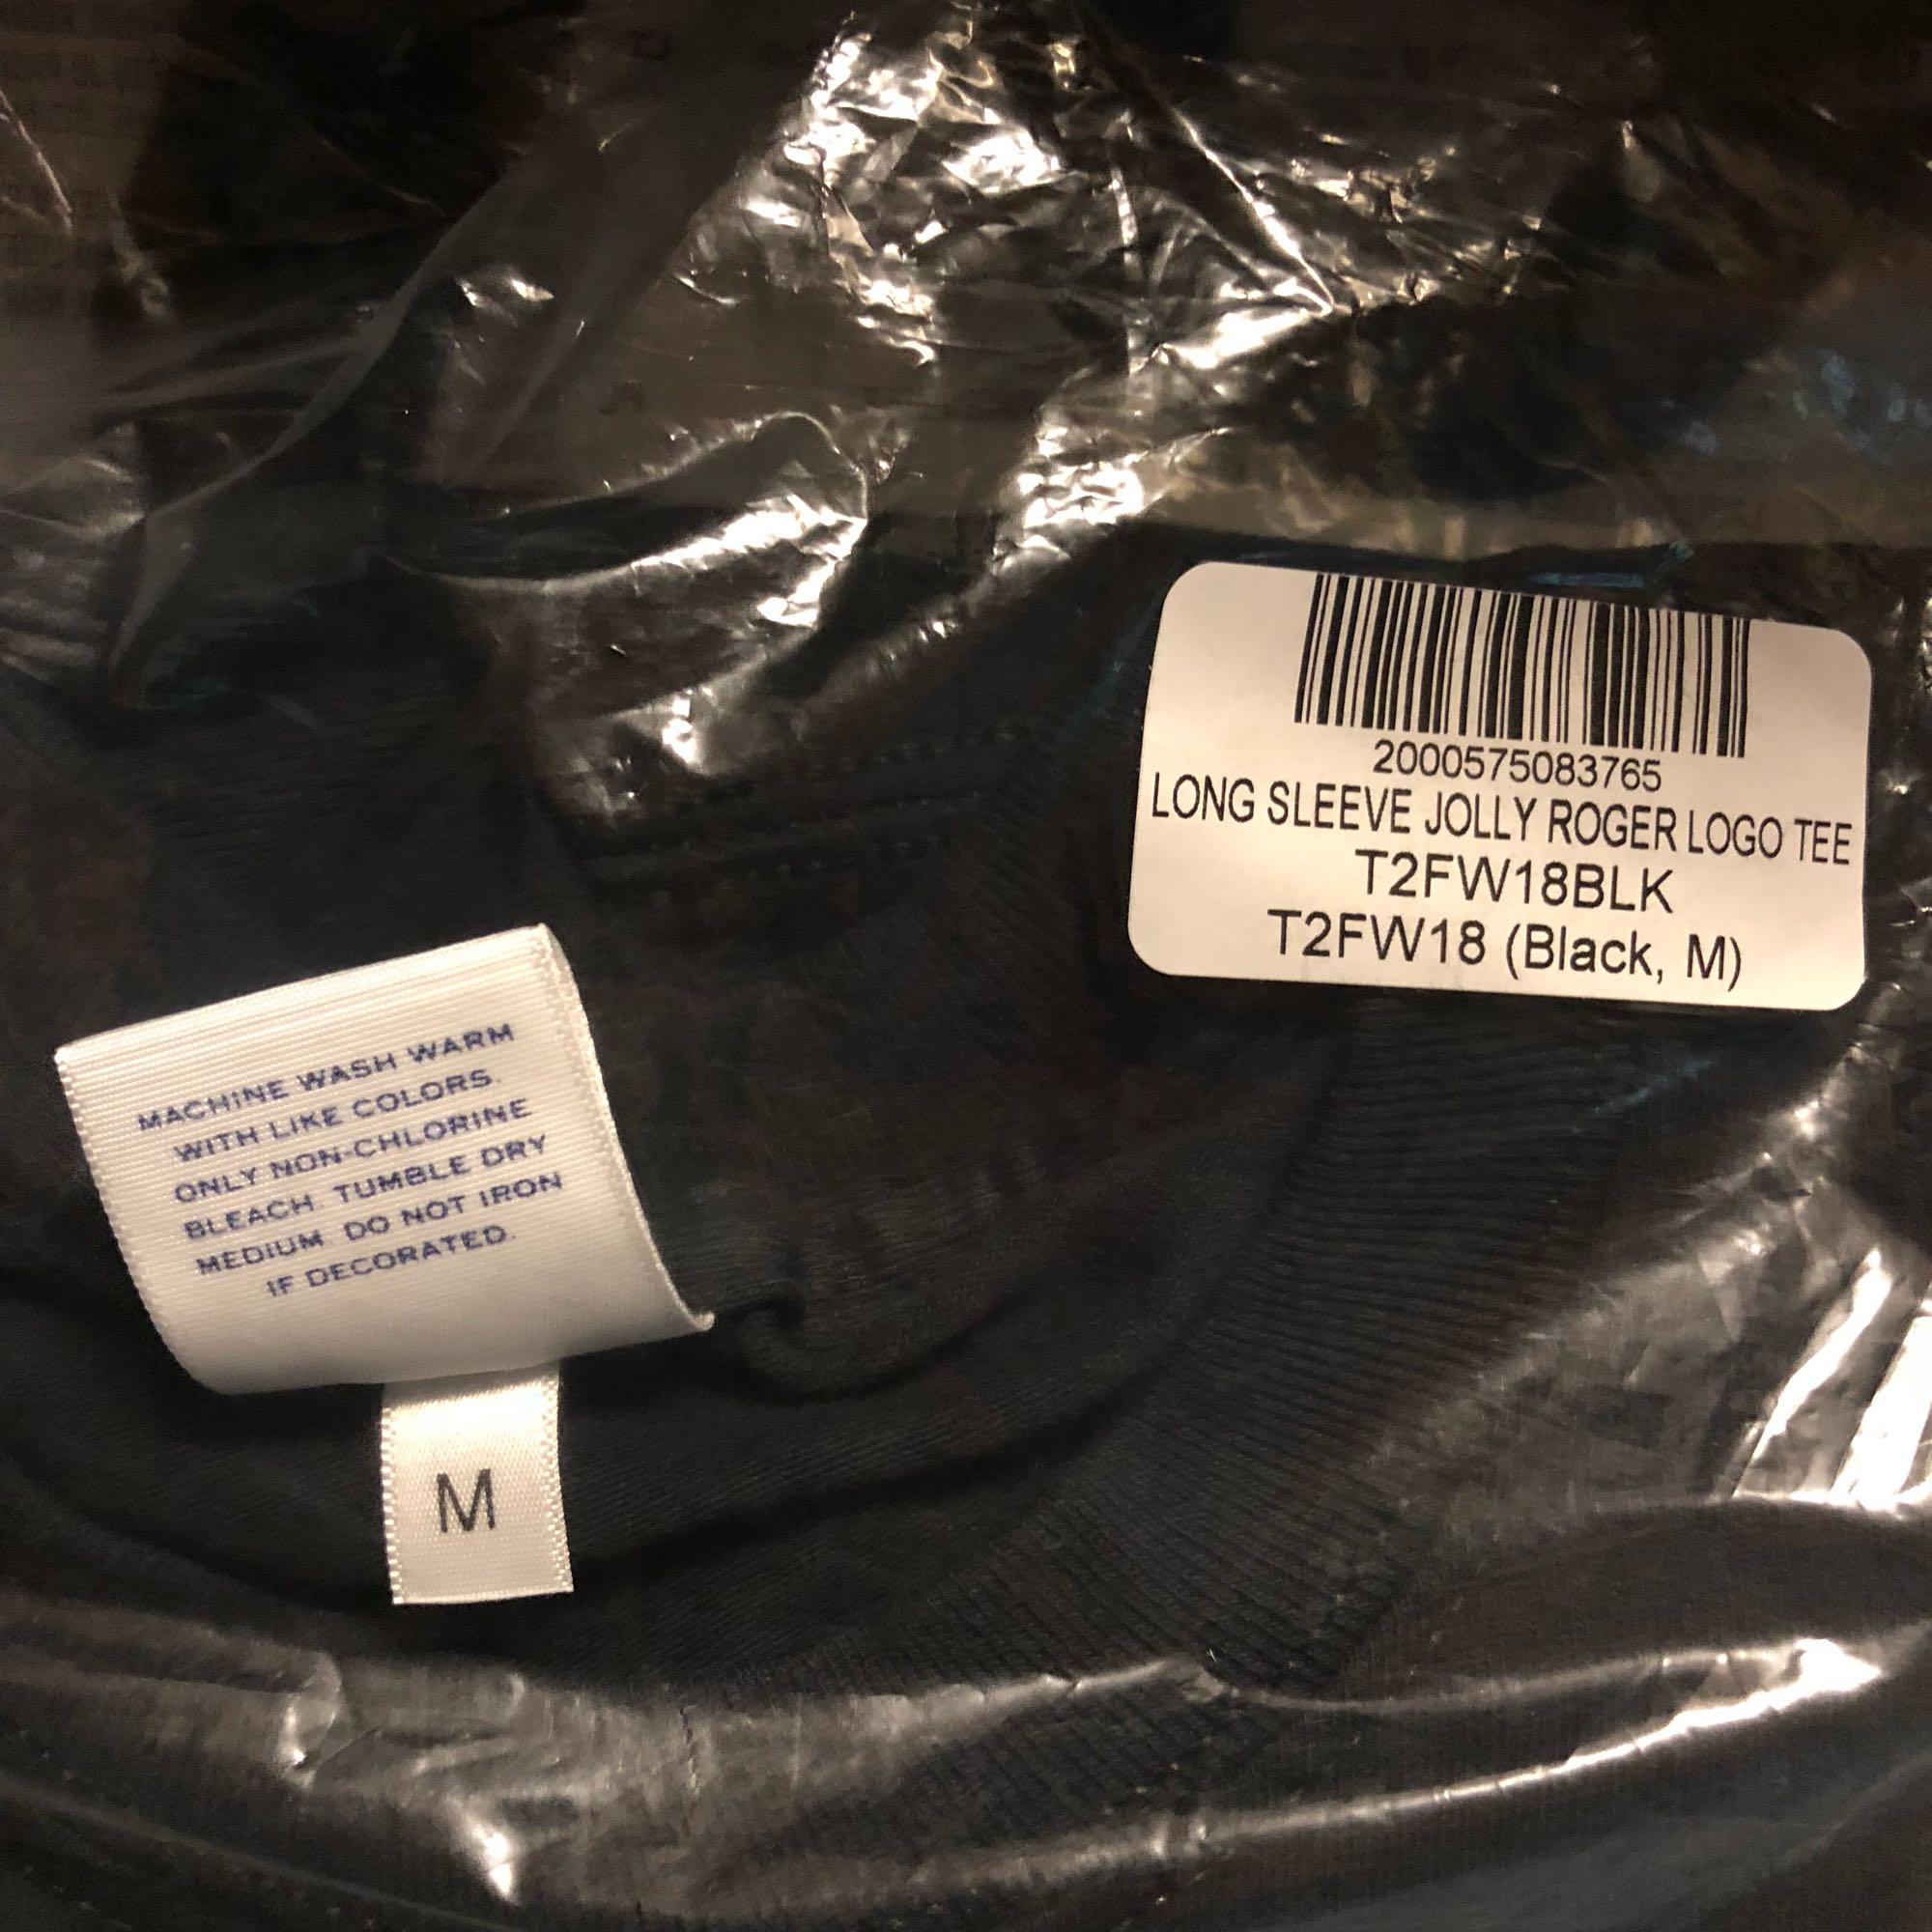 2000575083765
LONG SLEEVE JOLLY ROGER LOGO TEE
T2FW18BLK
T2FW18 (Black, M)
MACHINE WASH WARM
WITH LIKE COLORS.
ONLY NON-CHLORINE
BLEACH. TUMBLE DRY
MEDIUM. DO NOT IRON
IF DECORATED.
M